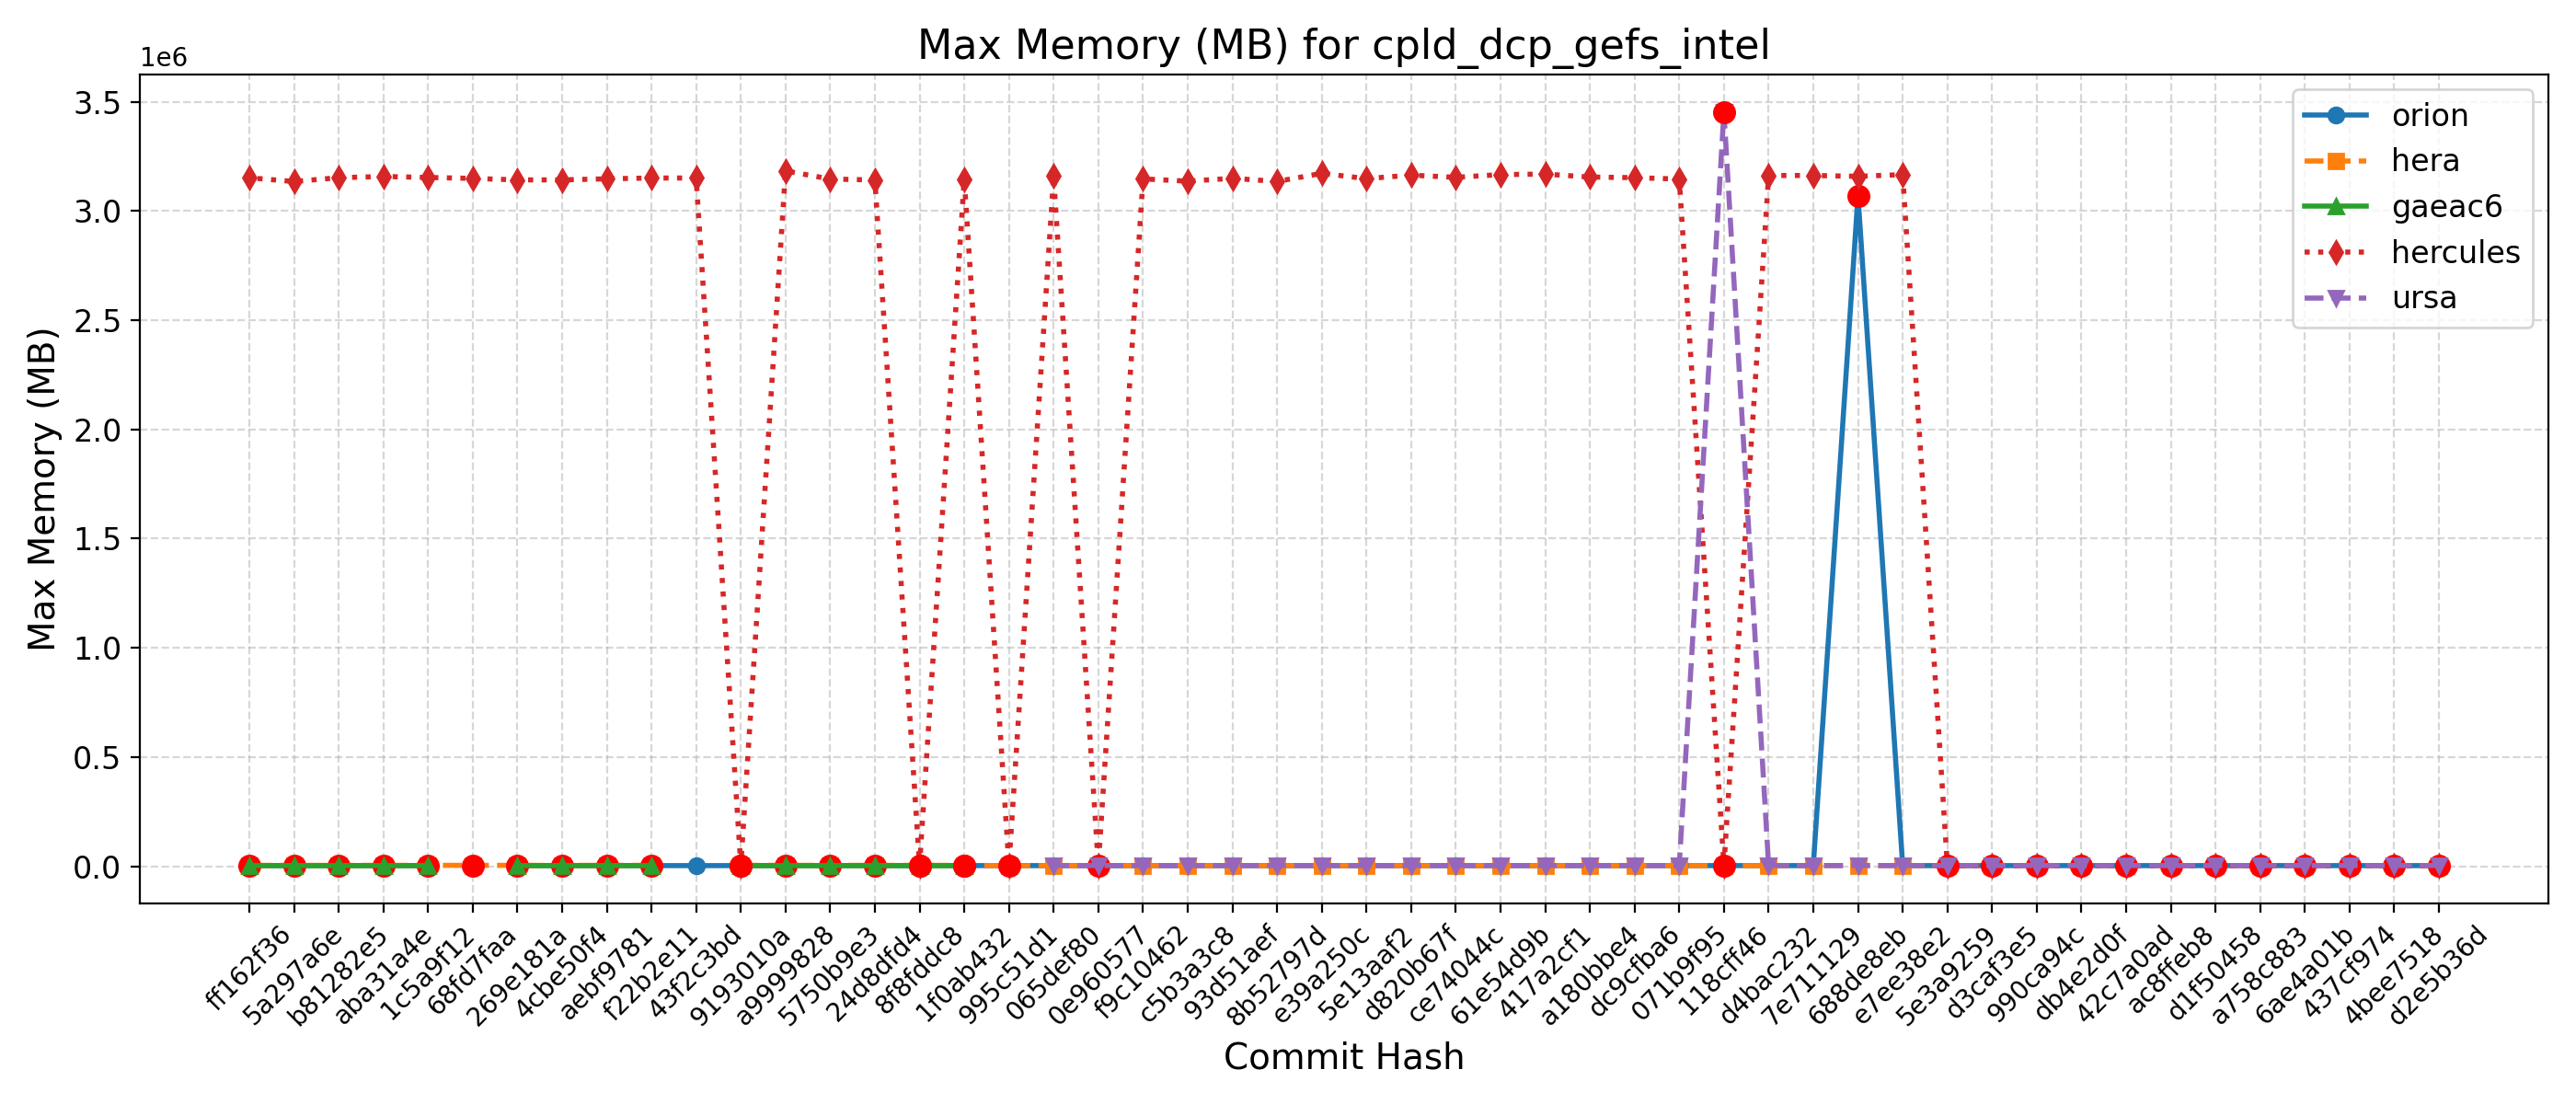 Max Memory (MB) for cpld_dcp_gefs_intel
1e6
3.5
3.0
2.5
2.0
1.5
1.0
0.5
0.0
Max Memory (MB)
orion
hera
gaeac6
hercules
ursa
ff162f36
5a297a6e
b81282e5
aba31a4e
1c5a9f12
68fd7faa
269e181a
4cbe50f4
aebf9781
f22b2e11
43f2c3bd
9193010a
a9999828
5750b9e3
24d8dfd4
8f8fddc8
1f0ab432
995c51d1
065def80
0e960577
f9c10462
c5b3a3c8
93d51aef
8b52797d
e39a250c
5e13aaf2
d820b67f
ce74044c
61e54d9b
417a2cf1
a180bbe4
dc9cfba6
071b9f95
118cff46
d4bac232
7e711129
688de8eb
e7ee38e2
5e3a9259
d3caf3e5
990ca94c
db4e2d0f
42c7a0ad
ac8ffeb8
d1f50458
a758c883
6ae4a01b
437cf974
4bee7518
d2e5b36d
Commit Hash